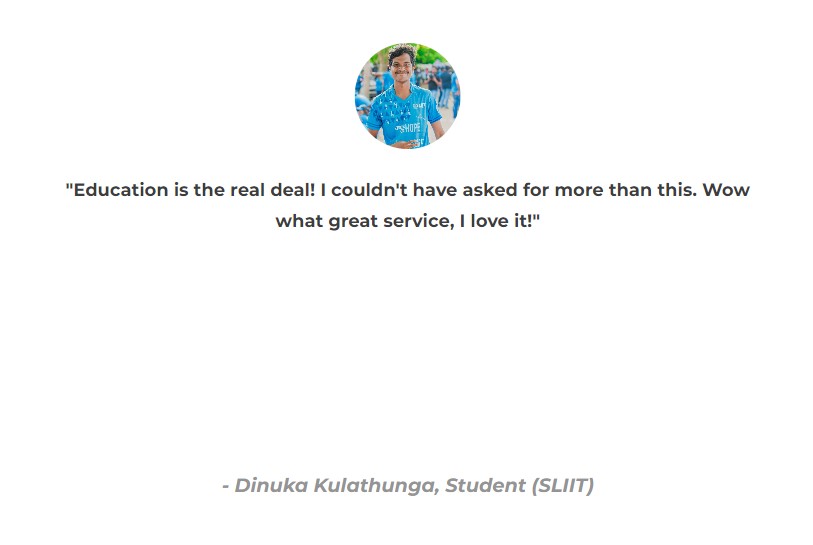 "Education is the real deal! I couldn't have asked for more than this. Wow
what great service, I love it!"
- Dinuka Kulathunga, Student (SLIIT)